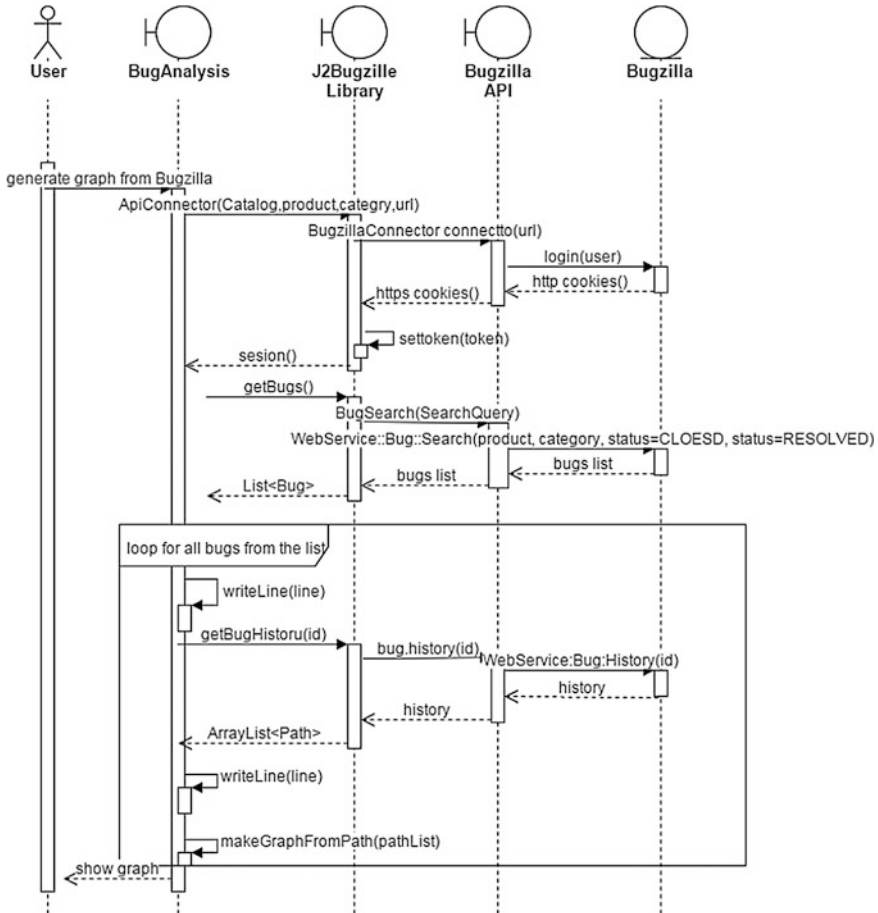 User
BugAnalysis
J2Bugzille
Library
Bugzilla
API
Bugzilla
generate graph from Bugzilla
ApiConnector(Catalog,product,categry,url)
BugzillaConnector connectto(url)
login(user)
http cookies()
https cookies()
settoken(token)
sesion()
getBugs()
BugSearch(SearchQuery)
WebService::Bug::Search(product, category, status=CLOESD, status=RESOLVED)
bugs list
bugs list
List<Bug>
loop for all bugs from the list
writeLine(line)
getBugHistoru(id)
bug.history(id)
WebService:Bug:History(id)
history
history
ArrayList<Path>
writeLine(line)
makeGraphFromPath(pathList)
show graph